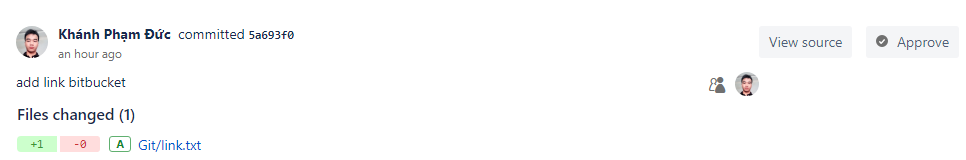 Khánh Phạm Đức committed 5a693f0
an hour ago
View source
Approve
add link bitbucket
Files changed (1)
+1 -0 A Git/link.txt